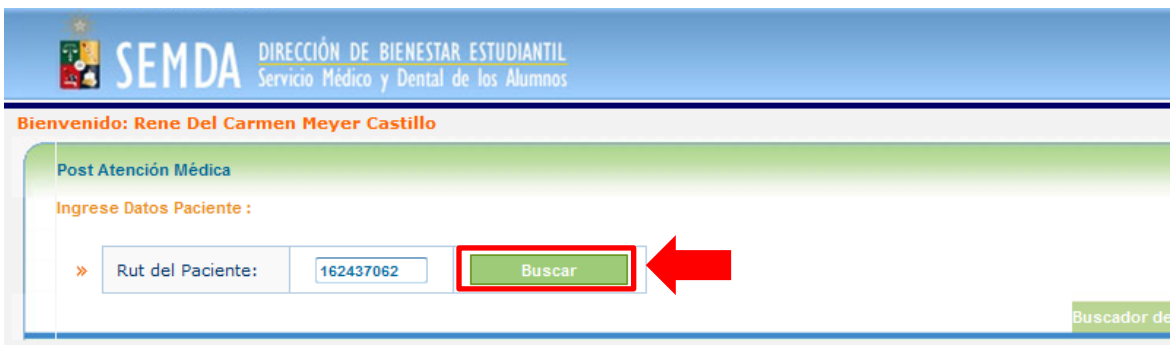 SEMDA DIRECCIÓN DE BIENESTAR ESTUDIANTIL
Servicio Médico y Dental de los Alumnos
Bienvenido: Rene Del Carmen Meyer Castillo
Post Atención Médica
Ingrese Datos Paciente :
» Rut del Paciente: 162437062 Buscar
Buscador de